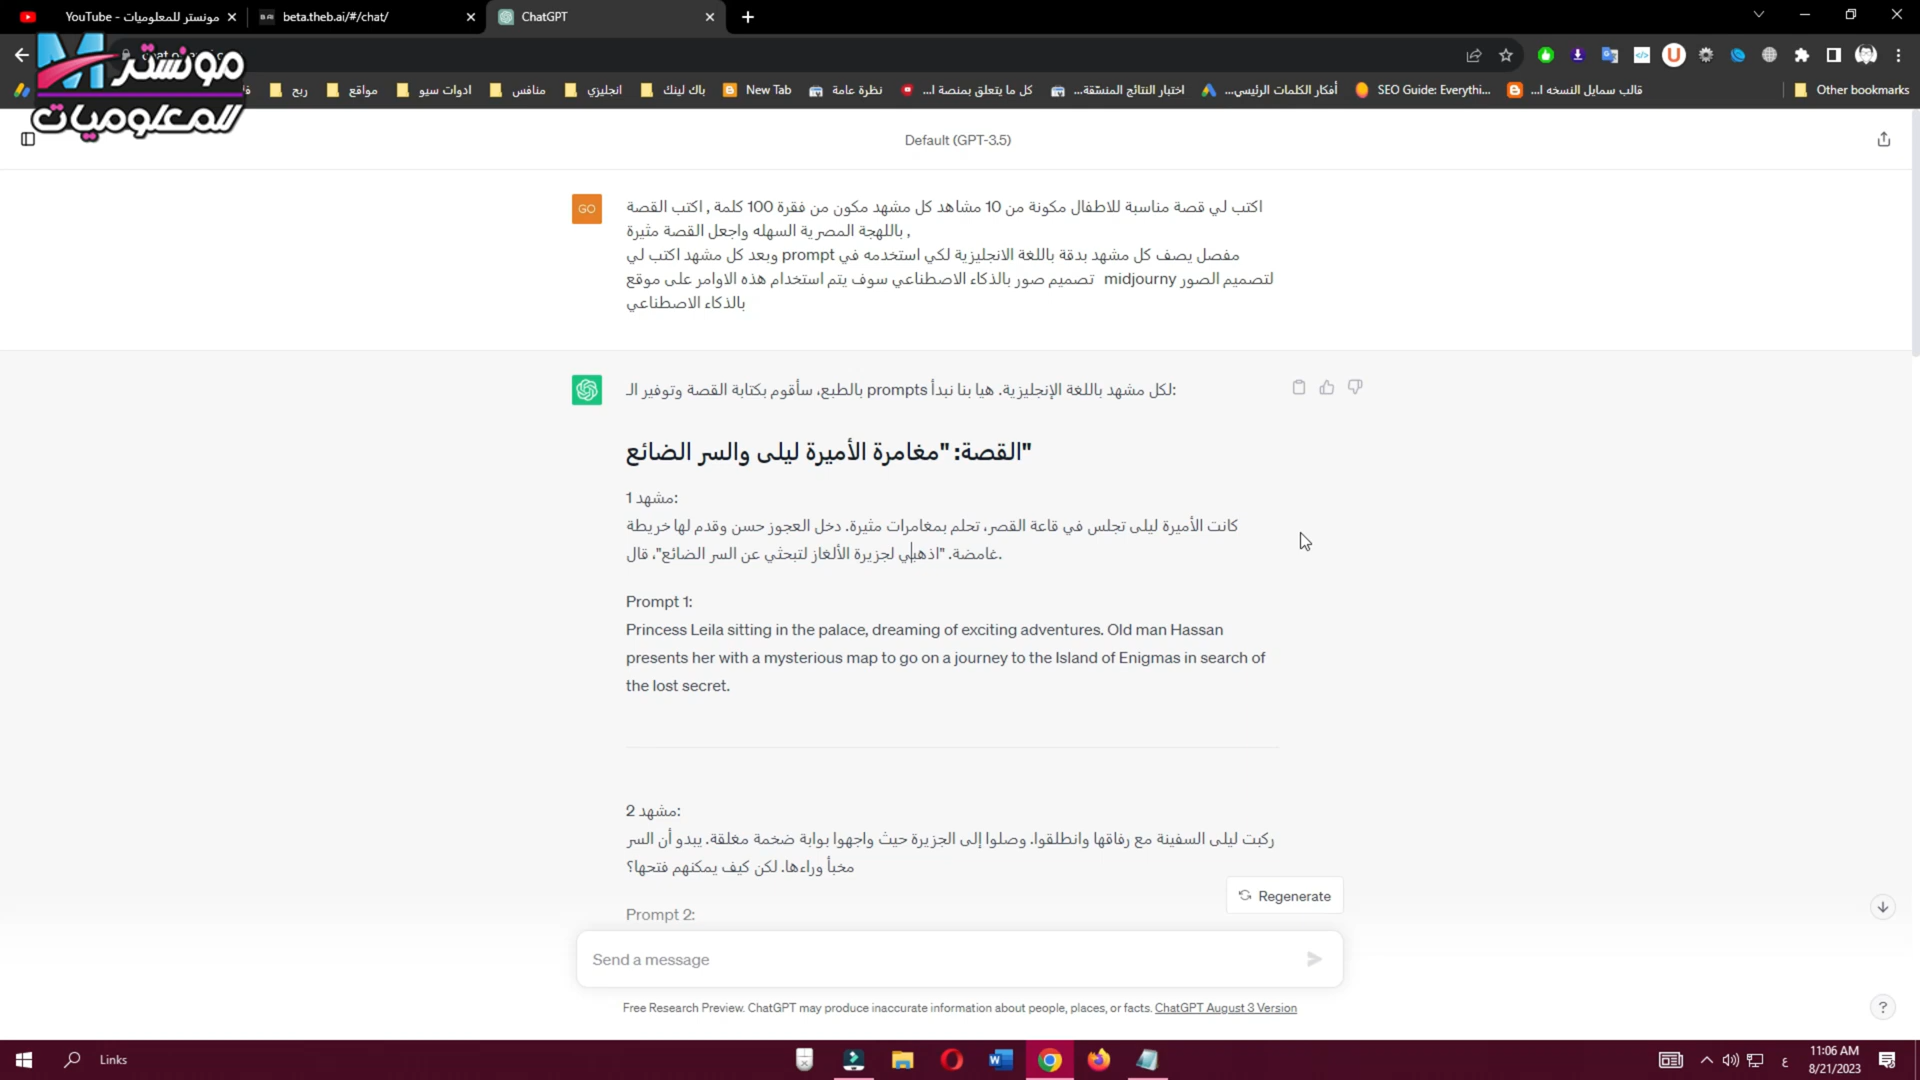 YouTube - مونستر للمعلوميات
beta.theb.ai/#/chat/
ChatGPT
مونستر
للمعلوميات
ربح
مواقع
ادوات سيو
منافس
انجليزي
باك لينك
New Tab
نظرة عامة
كل ما يتعلق بمنصة ا...
اختبار النتائج المنسّقة...
أفكار الكلمات الرئيسي...
SEO Guide: Everythi...
قالب سمايل النسخه ا...
Other bookmarks
Default (GPT-3.5)
GO
اكتب لي قصة مناسبة للاطفال مكونة من 10 مشاهد كل مشهد مكون من فقرة 100 كلمة , اكتب القصة
باللهجة المصرية السهله واجعل القصة مثيرة ,
مفصل يصف كل مشهد بدقة باللغة الانجليزية لكي استخدمه في prompt وبعد كل مشهد اكتب لي
لتصميم الصور midjourny تصميم صور بالذكاء الاصطناعي سوف يتم استخدام هذه الاوامر على موقع
بالذكاء الاصطناعي
لكل مشهد باللغة الإنجليزية. هيا بنا نبدأ prompts بالطبع، سأقوم بكتابة القصة وتوفير الـ:
"القصة: "مغامرة الأميرة ليلى والسر الضائع
مشهد 1:
كانت الأميرة ليلى تجلس في قاعة القصر، تحلم بمغامرات مثيرة. دخل العجوز حسن وقدم لها خريطة
غامضة. "اذهبي لجزيرة الألغاز لتبحثي عن السر الضائع"، قال.
Prompt 1:
Princess Leila sitting in the palace, dreaming of exciting adventures. Old man Hassan
presents her with a mysterious map to go on a journey to the Island of Enigmas in search of
the lost secret.
مشهد 2:
ركبت ليلى السفينة مع رفاقها وانطلقوا. وصلوا إلى الجزيرة حيث واجهوا بوابة ضخمة مغلقة. يبدو أن السر
مخبأ وراءها. لكن كيف يمكنهم فتحها؟
Regenerate
Prompt 2:
Send a message
Free Research Preview. ChatGPT may produce inaccurate information about people, places, or facts. ChatGPT August 3 Version
?
Links
ع
11:06 AM
8/21/2023